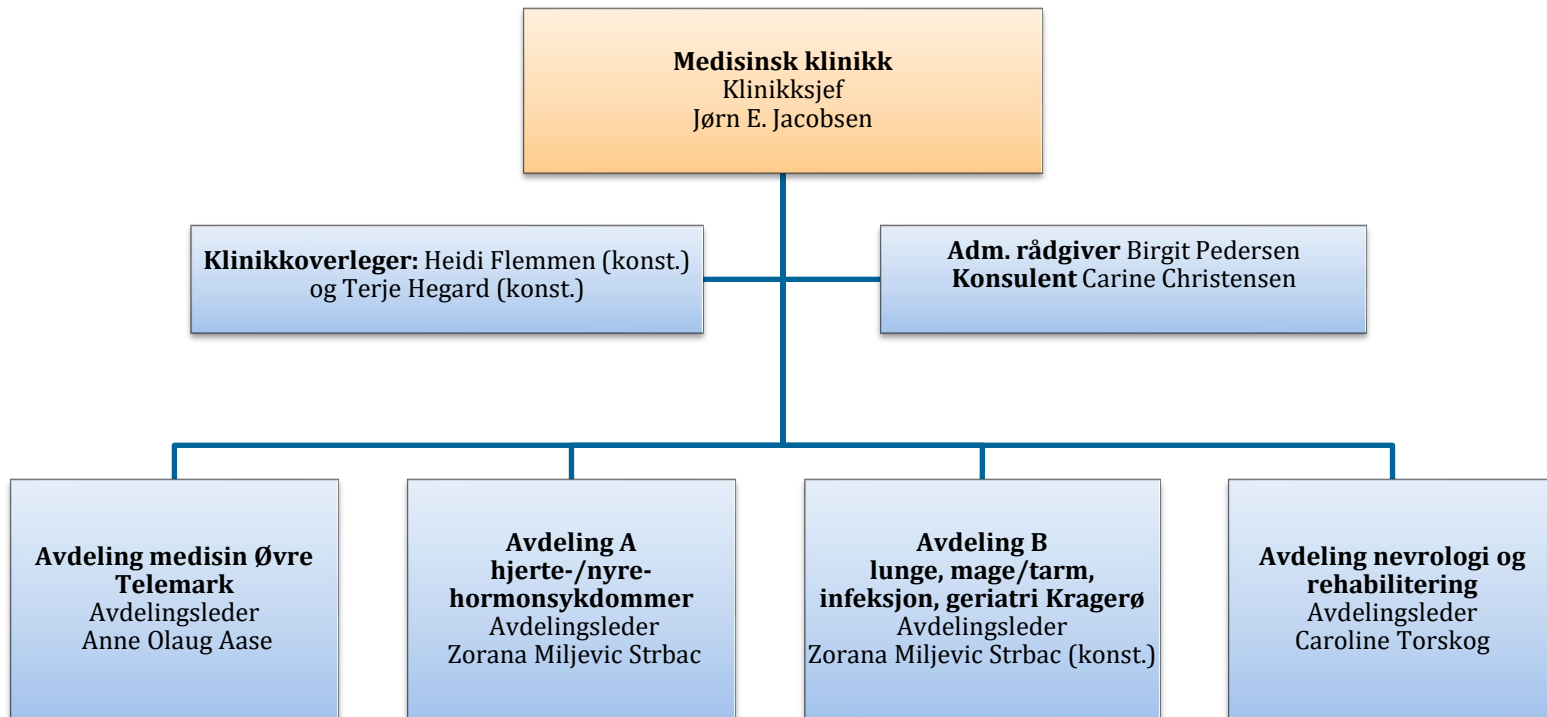 Medisinsk klinikk
Klinikksjef
Jørn E. Jacobsen
Klinikkoverleger: Heidi Flemmen (konst.)
og Terje Hegard (konst.)
Adm. rådgiver Birgit Pedersen
Konsulent Carine Christensen
Avdeling medisin Øvre
Telemark
Avdelingsleder
Anne Olaug Aase
Avdeling A
hjerte-/nyre-
hormonsykdommer
Avdelingsleder
Zorana Miljevic Strbac
Avdeling B
lunge, mage/tarm,
infeksjon, geriatri Kragerø
Avdelingsleder
Zorana Miljevic Strbac (konst.)
Avdeling nevrologi og
rehabilitering
Avdelingsleder
Caroline Torskog